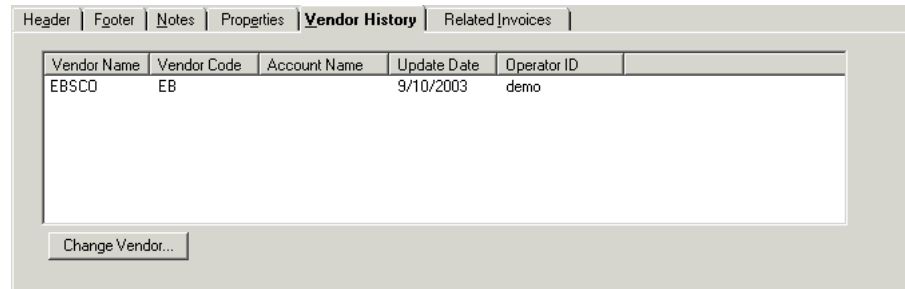 Header Footer Notes Properties Vendor History Related Invoices
Vendor Name Vendor Code Account Name Update Date Operator ID
EBSCO EB 9/10/2003 demo
Change Vendor...